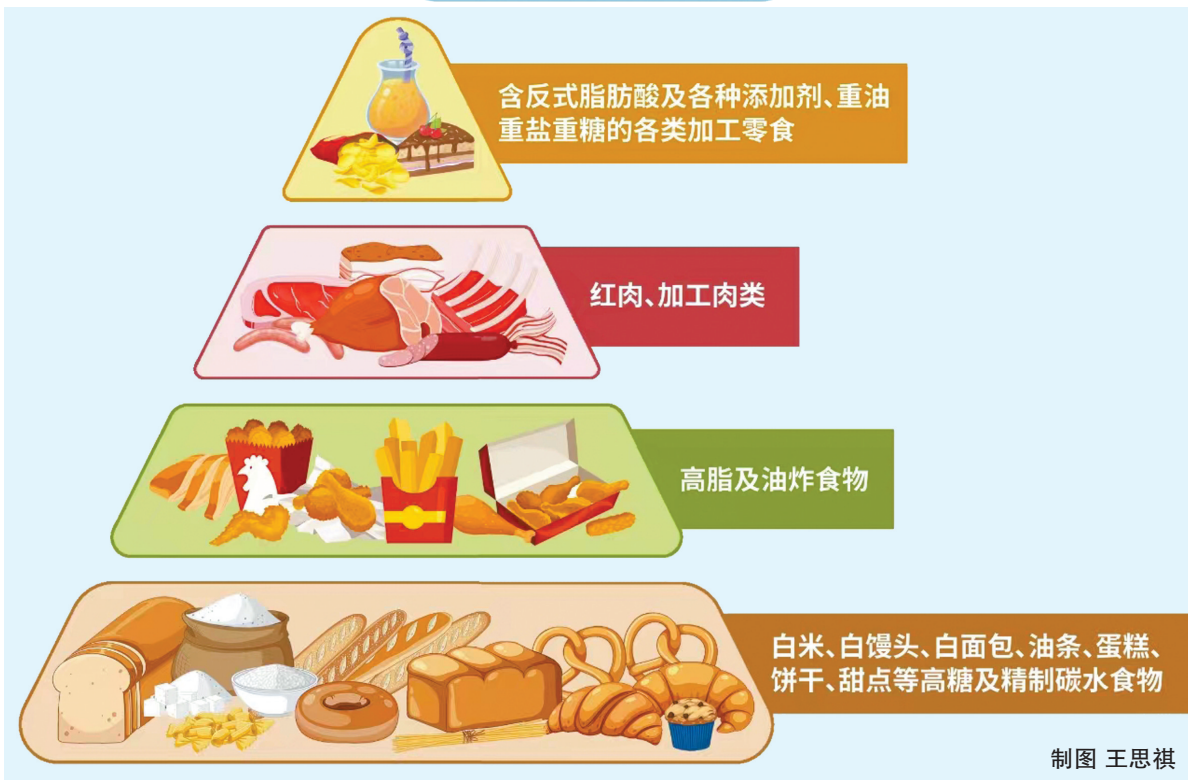 含反式脂肪酸及各种添加剂、重油
重盐重糖的各类加工零食
红肉、加工肉类
高脂及油炸食物
白米、白馒头、白面包、油条、蛋糕、
饼干、甜点等高糖及精制碳水食物
制图 王思祺